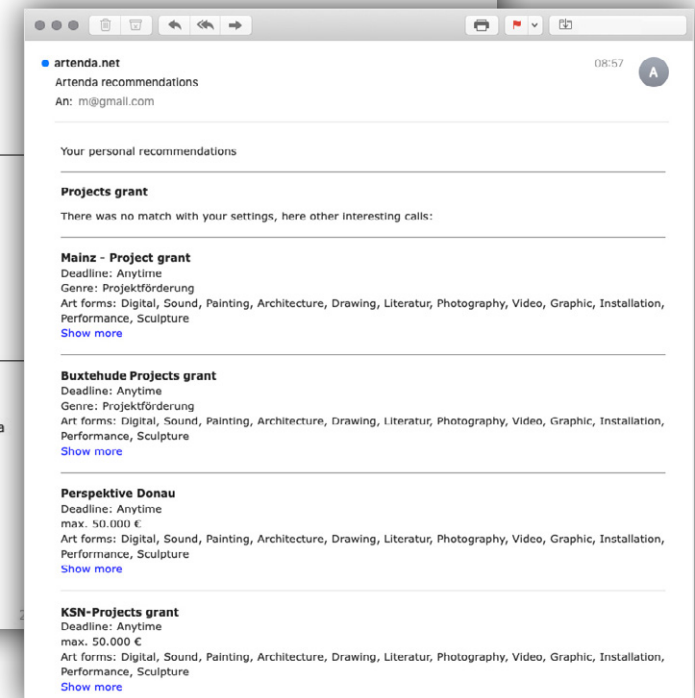 artenda.net
08:57
A
Artenda recommendations
An: m@gmail.com
Your personal recommendations
Projects grant
There was no match with your settings, here other interesting calls:
Mainz - Project grant
Deadline: Anytime
Genre: Projektförderung
Art forms: Digital, Sound, Painting, Architecture, Drawing, Literatur, Photography, Video, Graphic, Installation,
Performance, Sculpture
Show more
Buxtehude Projects grant
Deadline: Anytime
Genre: Projektförderung
Art forms: Digital, Sound, Painting, Architecture, Drawing, Literatur, Photography, Video, Graphic, Installation,
Performance, Sculpture
Show more
a
Perspektive Donau
Deadline: Anytime
max. 50.000 €
Art forms: Digital, Sound, Painting, Architecture, Drawing, Literatur, Photography, Video, Graphic, Installation,
Performance, Sculpture
Show more
KSN-Projects grant
Deadline: Anytime
max. 50.000 €
Art forms: Digital, Sound, Painting, Architecture, Drawing, Literatur, Photography, Video, Graphic, Installation,
Performance, Sculpture
Show more